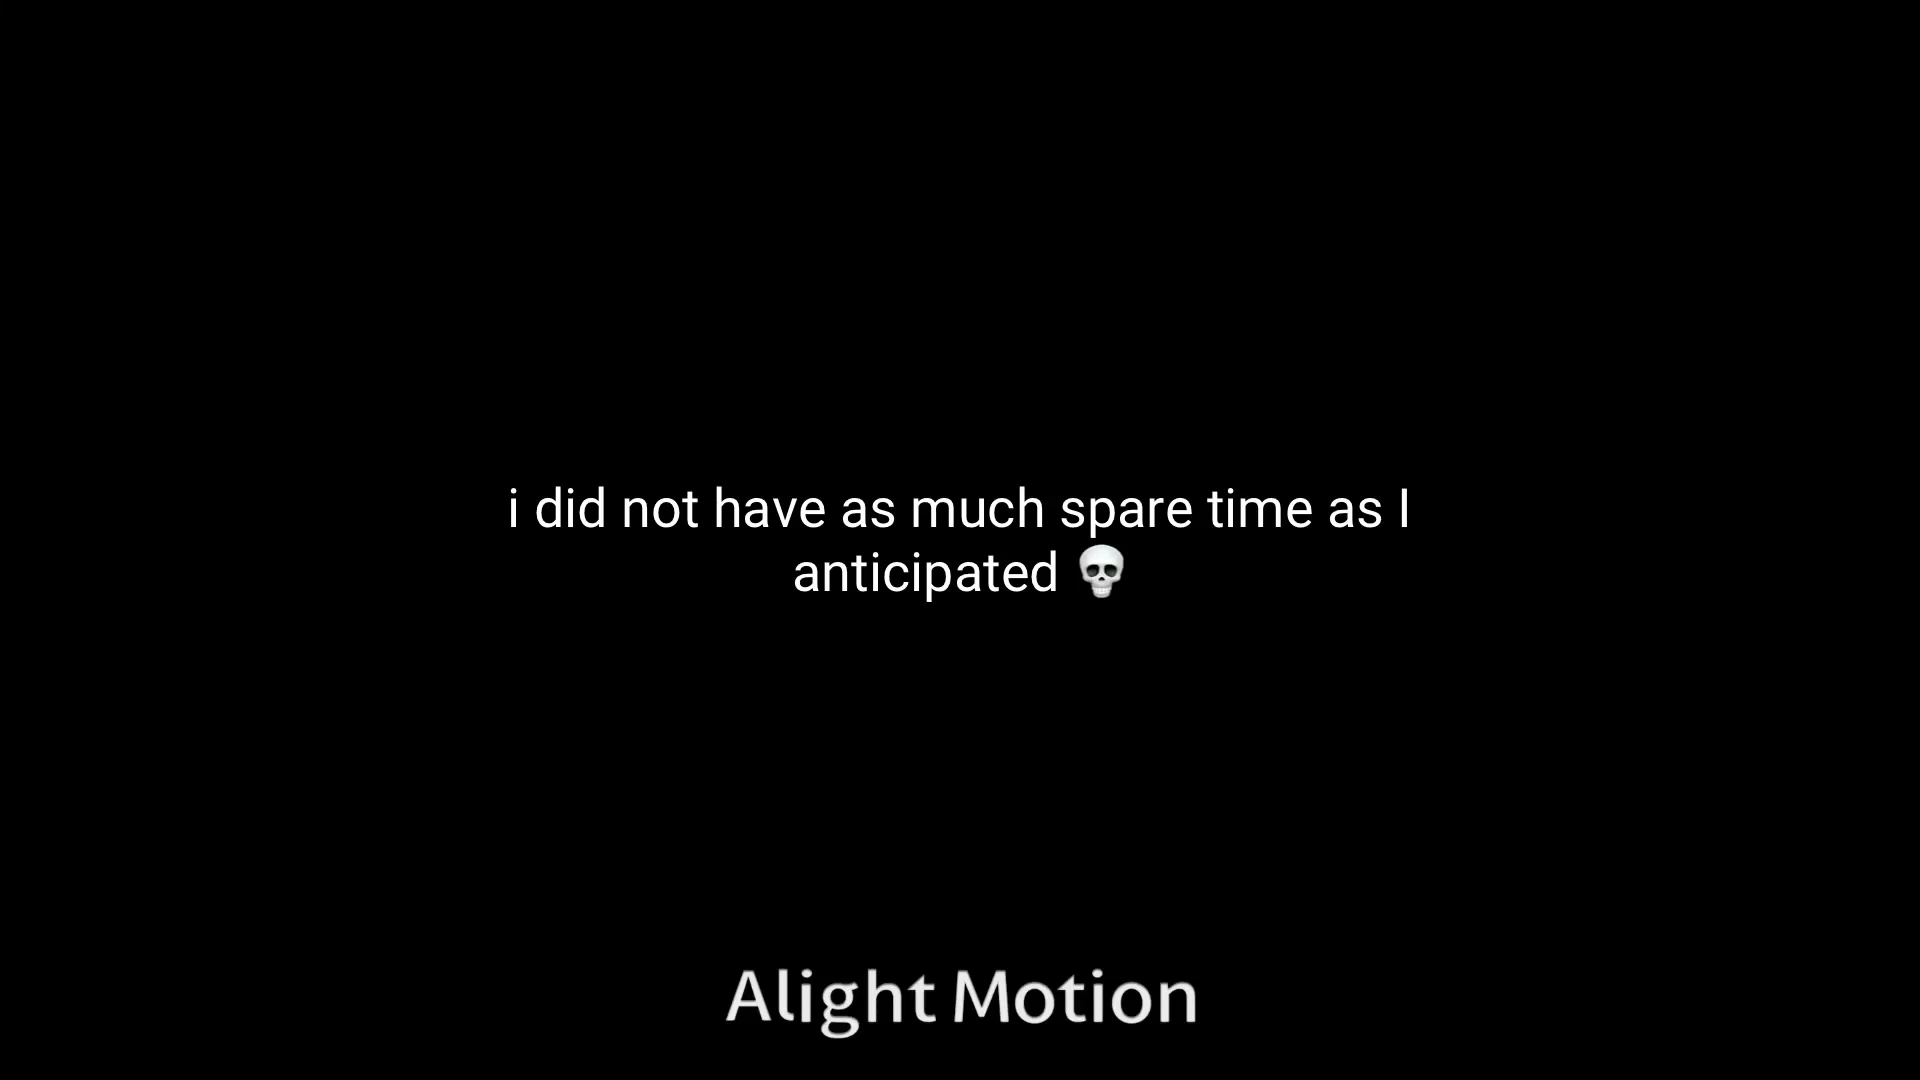 i did not have as much spare time as I
anticipated 💀
Alight Motion